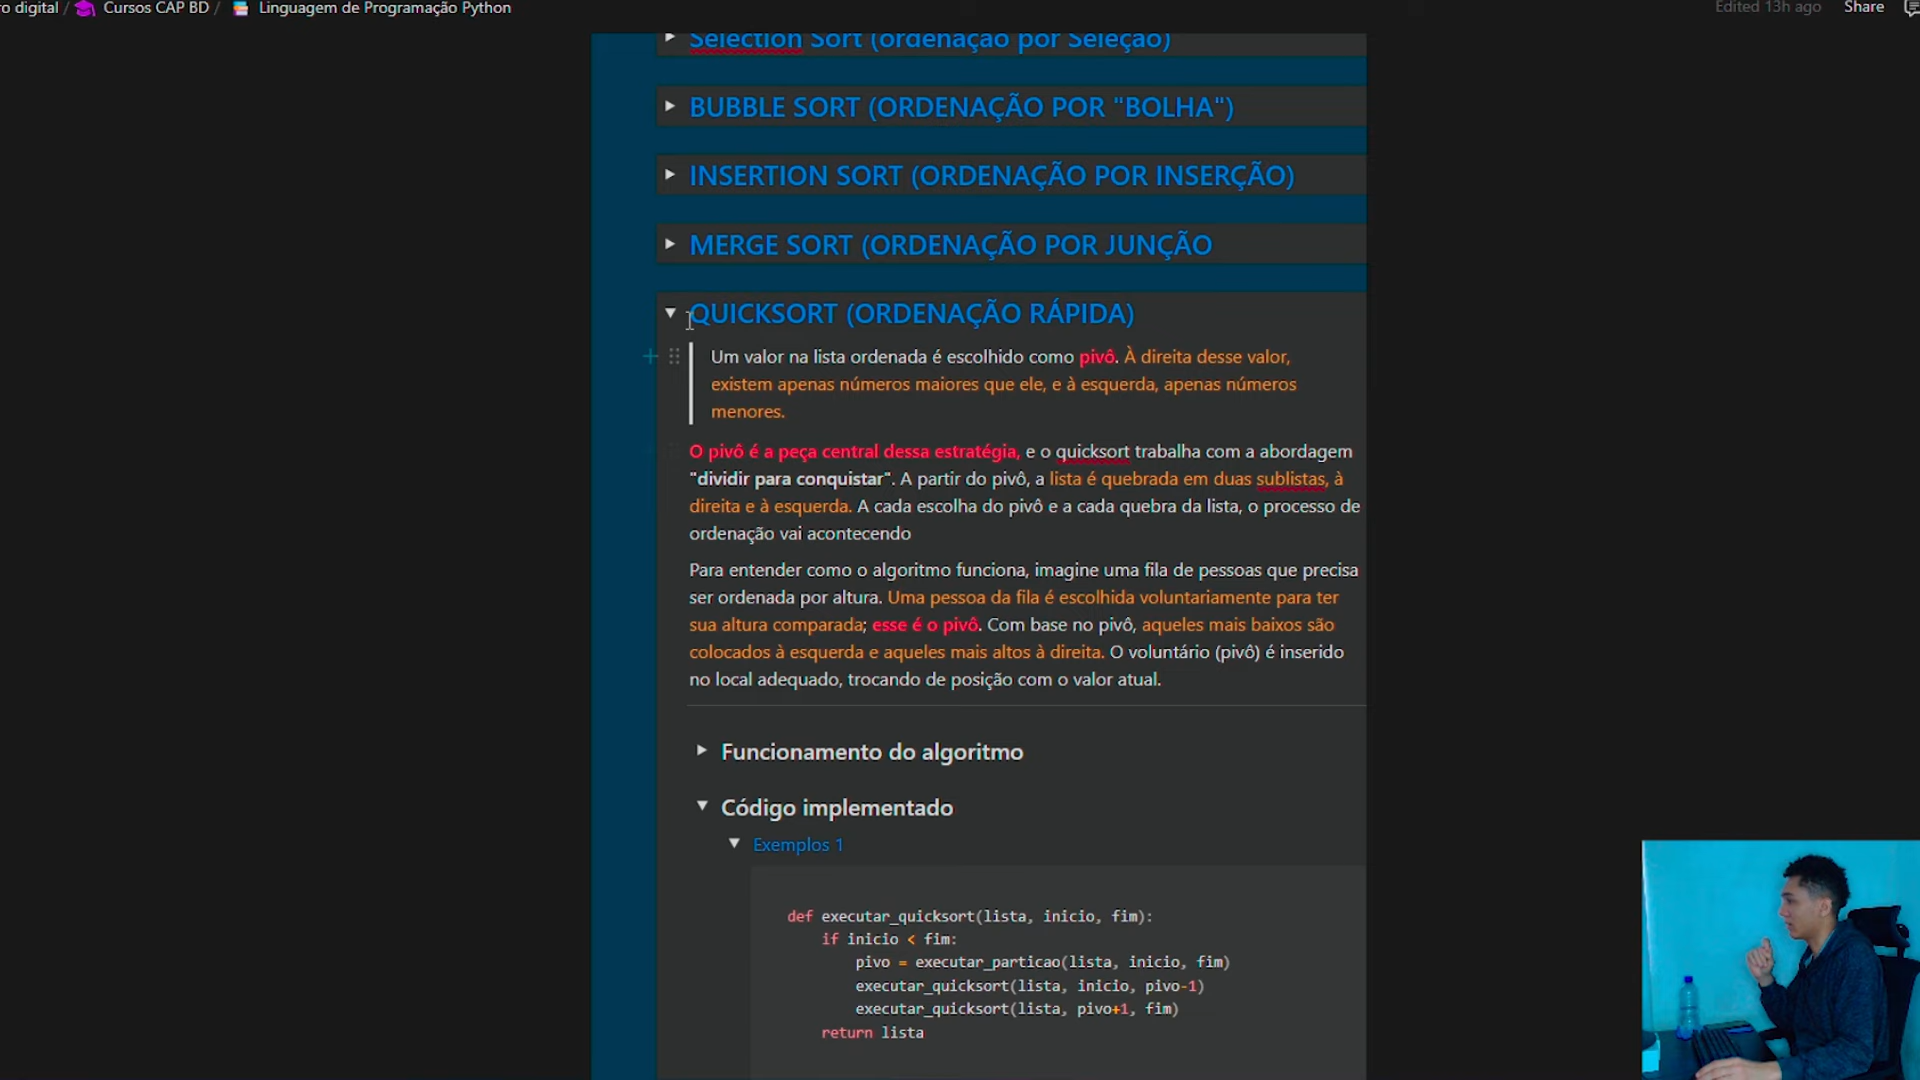 o digital / Cursos CAP BD / Linguagem de Programação Python
Edited 13h ago Share
Selection Sort (ordenação por Seleção)
BUBBLE SORT (ORDENAÇÃO POR "BOLHA")
INSERTION SORT (ORDENAÇÃO POR INSERÇÃO)
MERGE SORT (ORDENAÇÃO POR JUNÇÃO
QUICKSORT (ORDENAÇÃO RÁPIDA)
Um valor na lista ordenada é escolhido como pivô. À direita desse valor,
existem apenas números maiores que ele, e à esquerda, apenas números
menores.
O pivô é a peça central dessa estratégia, e o quicksort trabalha com a abordagem
"dividir para conquistar". A partir do pivô, a lista é quebrada em duas sublistas, à
direita e à esquerda. A cada escolha do pivô e a cada quebra da lista, o processo de
ordenação vai acontecendo
Para entender como o algoritmo funciona, imagine uma fila de pessoas que precisa
ser ordenada por altura. Uma pessoa da fila é escolhida voluntariamente para ter
sua altura comparada; esse é o pivô. Com base no pivô, aqueles mais baixos são
colocados à esquerda e aqueles mais altos à direita. O voluntário (pivô) é inserido
no local adequado, trocando de posição com o valor atual.
Funcionamento do algoritmo
Código implementado
Exemplos 1
def executar_quicksort(lista, inicio, fim):
if inicio < fim:
pivo = executar_particao(lista, inicio, fim)
executar_quicksort(lista, inicio, pivo-1)
executar_quicksort(lista, pivo+1, fim)
return lista